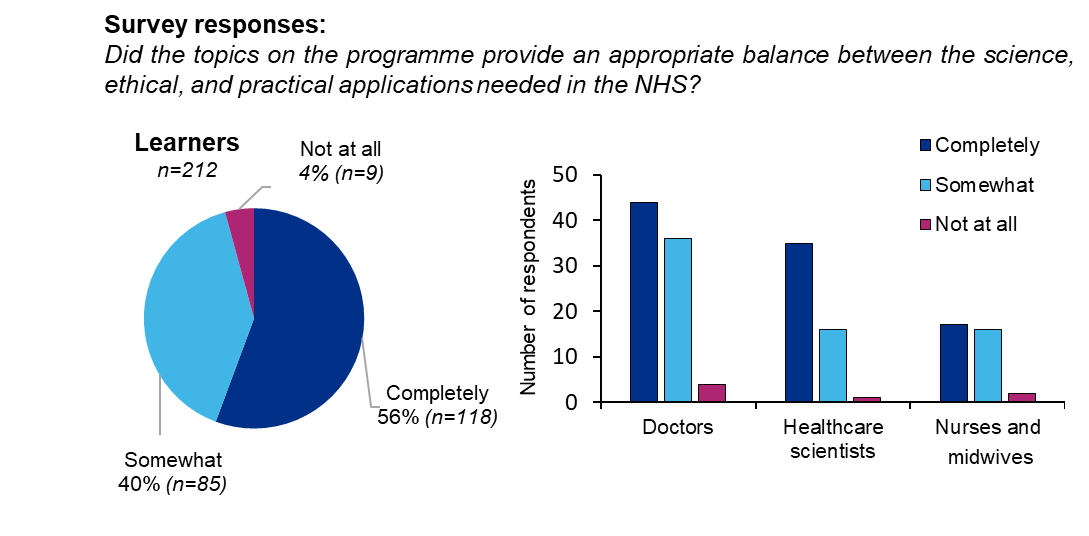 Survey responses:
Did the topics on the programme provide an appropriate balance between the science,
ethical, and practical applications needed in the NHS?
Learners
n=212
Not at all
4% (n=9)
Completely
56% (n=118)
Somewhat
40% (n=85)
Completely
Somewhat
Not at all
Number of respondents
50
40
30
20
10
0
Doctors
Healthcare
scientists
Nurses and
midwives